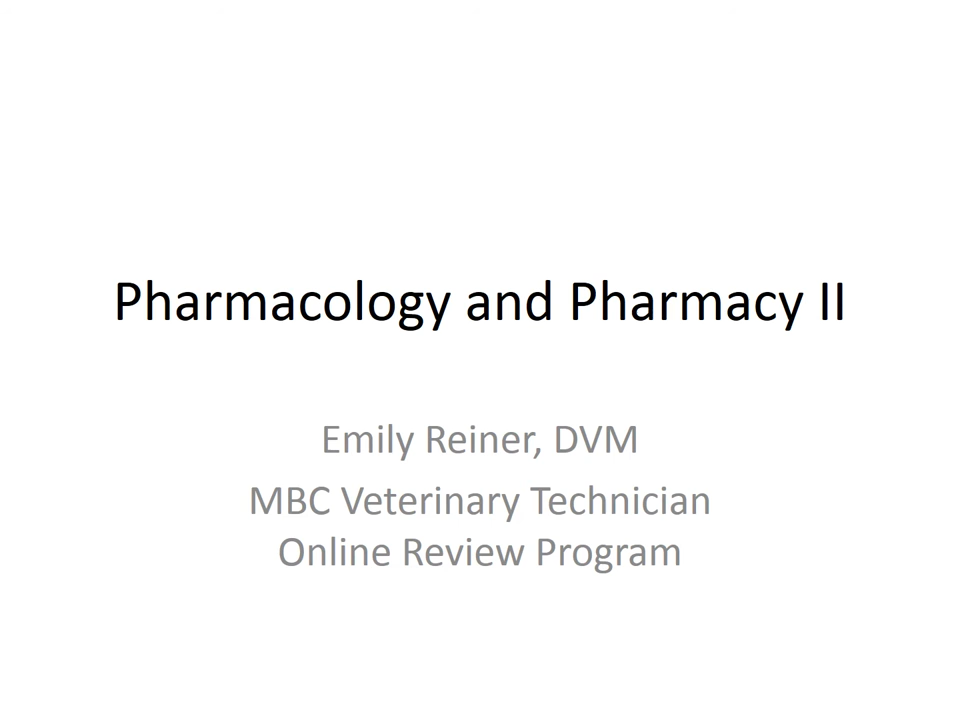 Pharmacology and Pharmacy II
Emily Reiner, DVM
MBC Veterinary Technician
Online Review Program